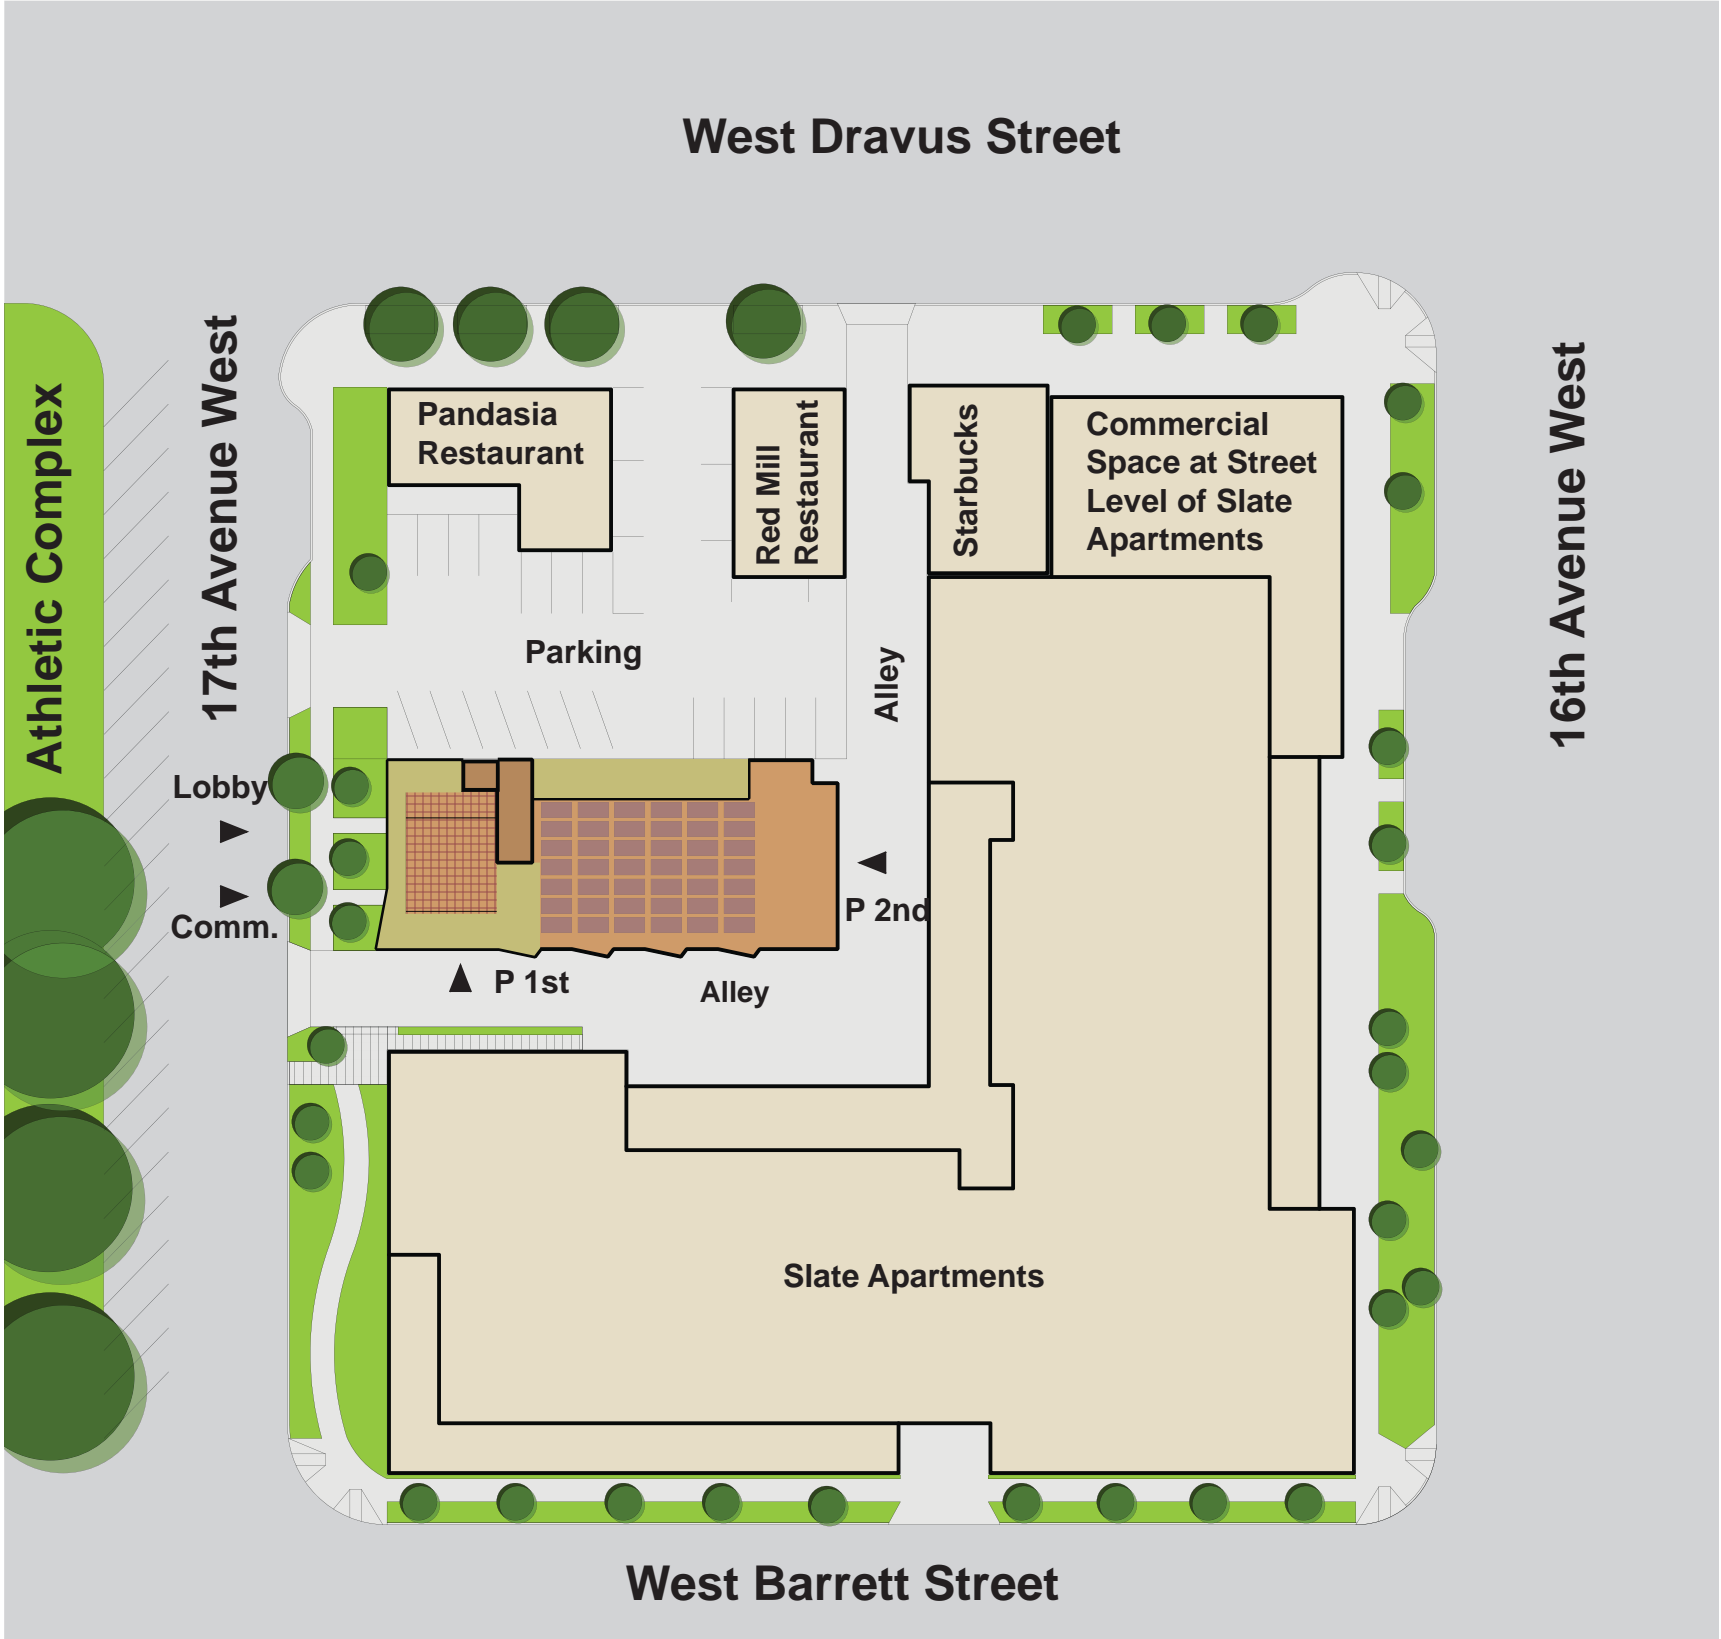 West Dravus Street
Athletic Complex
17th Avenue West
16th Avenue West
Pandasia
Restaurant
Red Mill
Restaurant
Starbucks
Commercial
Space at Street
Level of Slate
Apartments
Parking
Alley
Lobby
Comm.
P 2nd
P 1st
Alley
Slate Apartments
West Barrett Street